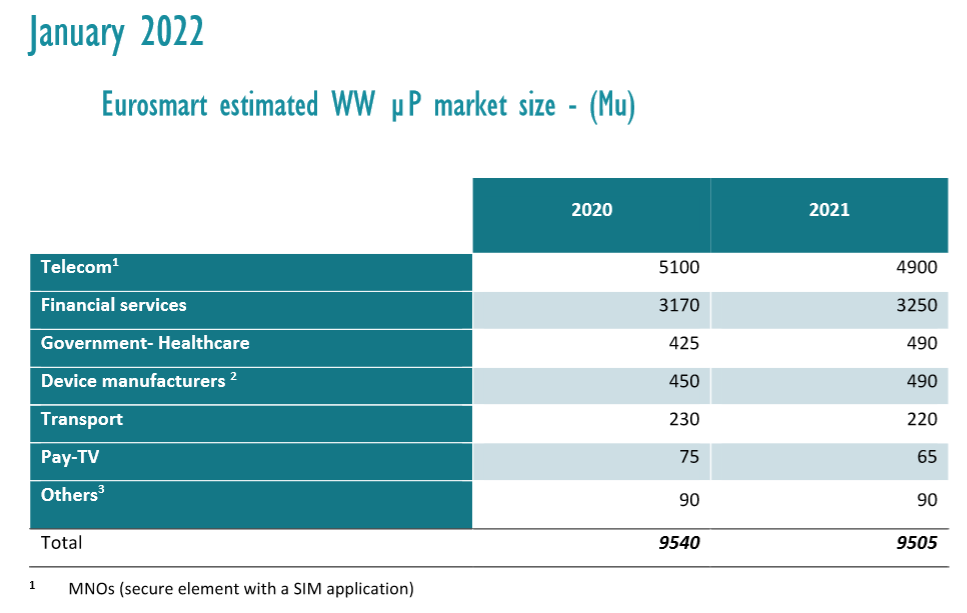 January 2022
Eurosmart estimated WW µP market size - (Mu)
2020 2021
Telecom¹ 5100 4900
Financial services 3170 3250
Government- Healthcare 425 490
Device manufacturers ² 450 490
Transport 230 220
Pay-TV 75 65
Others³ 90 90
Total 9540 9505
¹ MNOs (secure element with a SIM application)